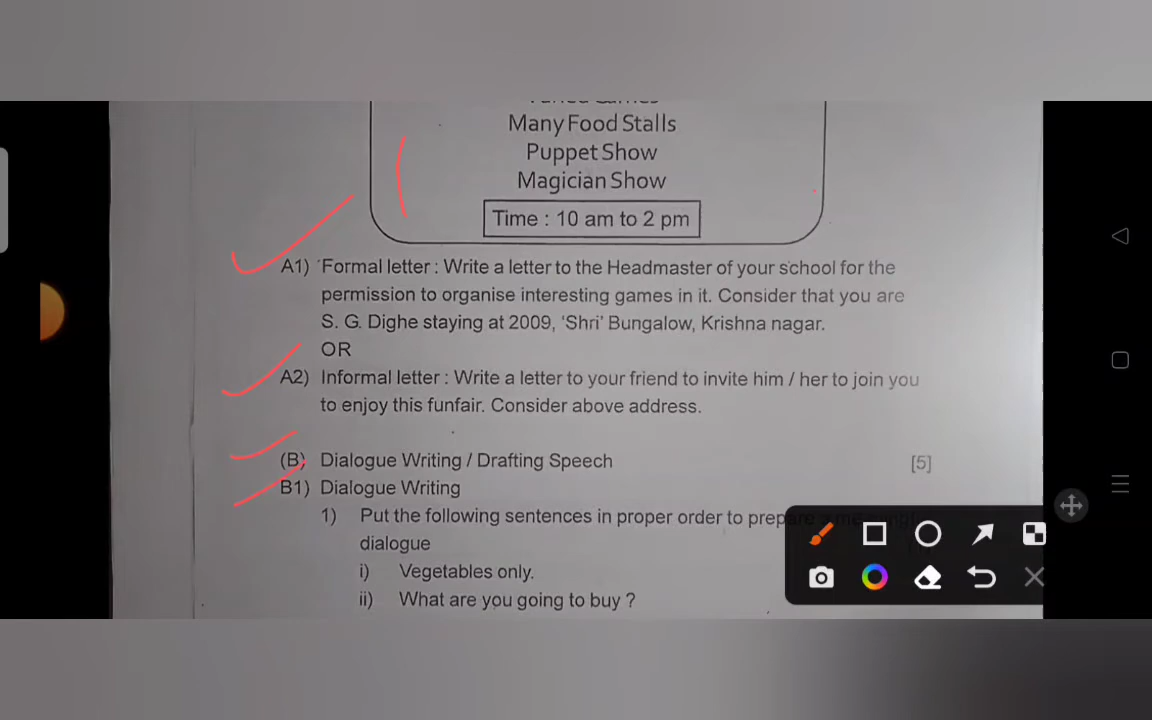 Many Food Stalls
Puppet Show
Magician Show
Time : 10 am to 2 pm
A1) Formal letter : Write a letter to the Headmaster of your school for the
permission to organise interesting games in it. Consider that you are
S. G. Dighe staying at 2009, ‘Shri’ Bungalow, Krishna nagar.
OR
A2) Informal letter : Write a letter to your friend to invite him / her to join you
to enjoy this funfair. Consider above address.
(B) Dialogue Writing / Drafting Speech [5]
B1) Dialogue Writing
1) Put the following sentences in proper order to prepare a
dialogue
i) Vegetables only.
ii) What are you going to buy ?